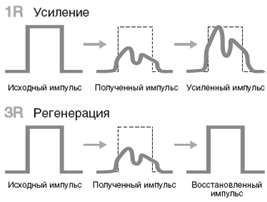 1R Усиление
Исходный импульс Полученный импульс Усиленный импульс
3R Регенерация
Исходный импульс Полученный импульс Восстановленный
импульс